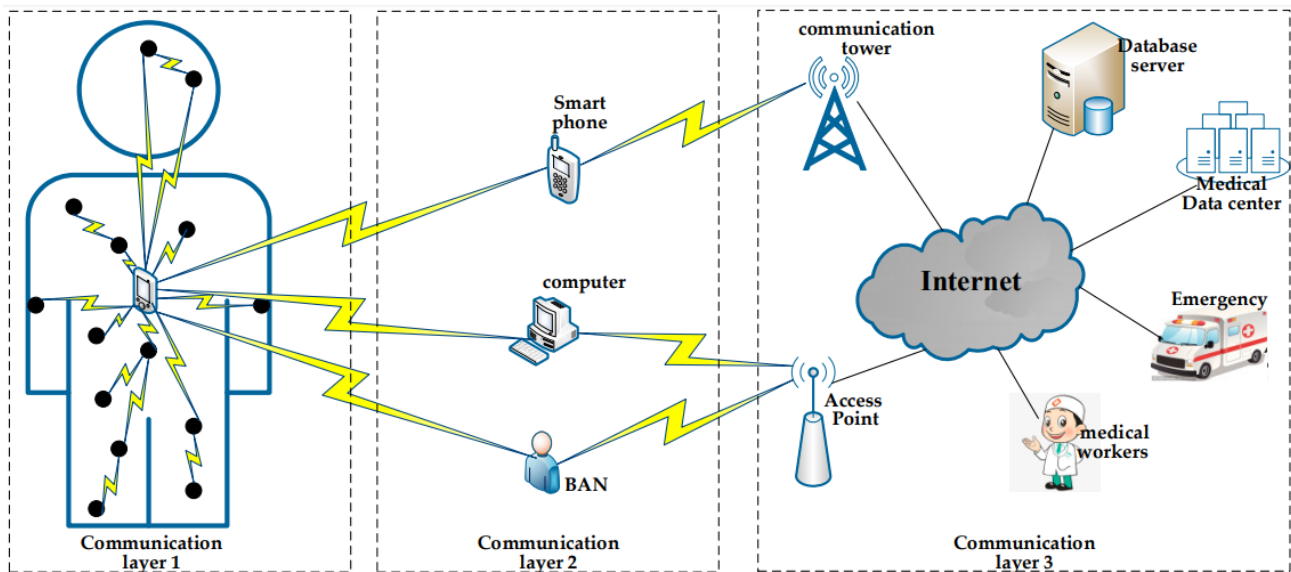 Communication
layer 1
Smart
phone
computer
BAN
Communication
layer 2
communication
tower
Database
server
Medical
Data center
Internet
Emergency
Access
Point
medical
workers
Communication
layer 3